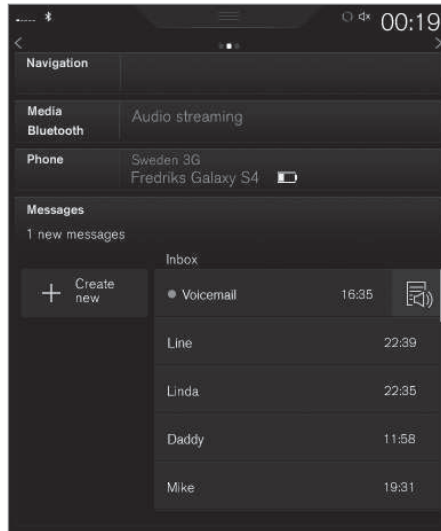 00:19
Navigation
Media
Bluetooth
Audio streaming
Phone
Sweden 3G
Fredriks Galaxy S4
Messages
1 new messages
Create
new
Inbox
Voicemail 16:35
Line 22:39
Linda 22:35
Daddy 11:58
Mike 19:31